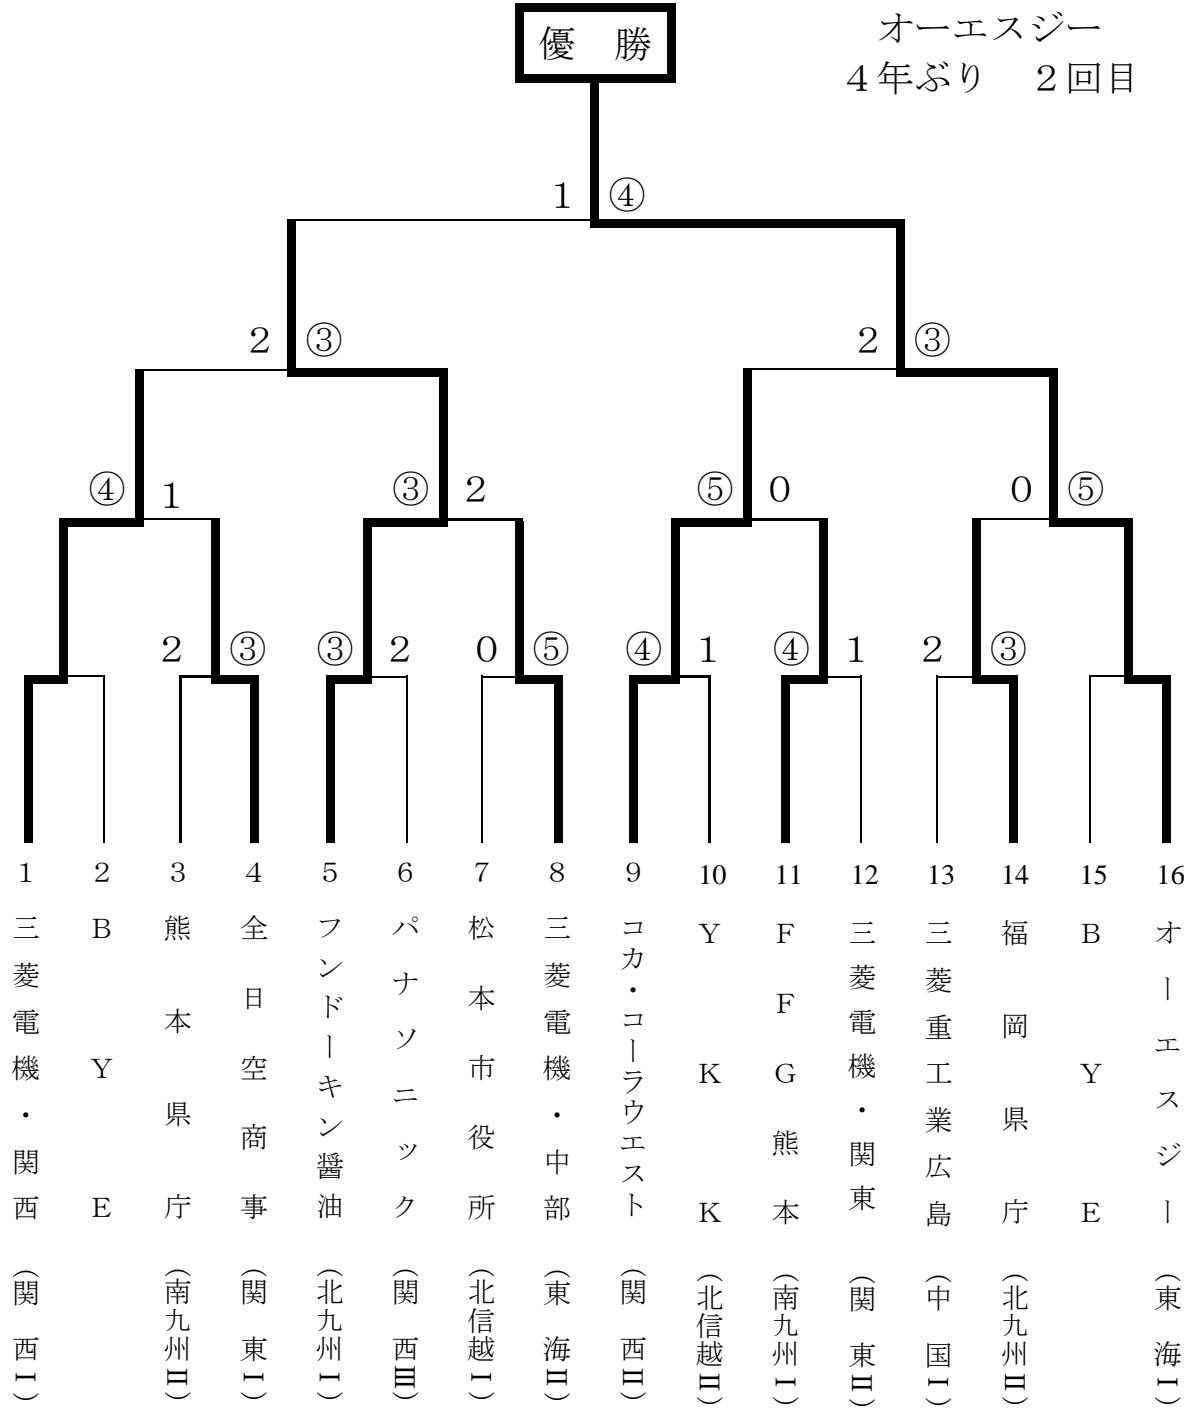 優　勝
オーエスジー
４年ぶり　２回目
1 ④
2 ③ 2 ③
④ 1 ③ 2 ⑤ 0 0 ⑤
2 ③ ③ 2 0 ⑤ ④ 1 ④ 1 2 ③
1 2 3 4 5 6 7 8 9 10 11 12 13 14 15 16
三菱電機・関西（関西Ⅰ）
ＢＹＥ
熊本県庁（南九州Ⅱ）
全日空商事（関東Ⅰ）
フンドーキン醤油（北九州Ⅰ）
パナソニック（関西Ⅲ）
松本市役所（北信越Ⅰ）
三菱電機・中部（東海Ⅱ）
コカ・コーラウエスト（関西Ⅱ）
ＹＫＫ（北信越Ⅱ）
ＦＦＧ熊本（南九州Ⅰ）
三菱電機・関東（関東Ⅱ）
三菱重工業広島（中国Ⅰ）
福岡県庁（北九州Ⅱ）
ＢＹＥ
オーエスジー（東海Ⅰ）